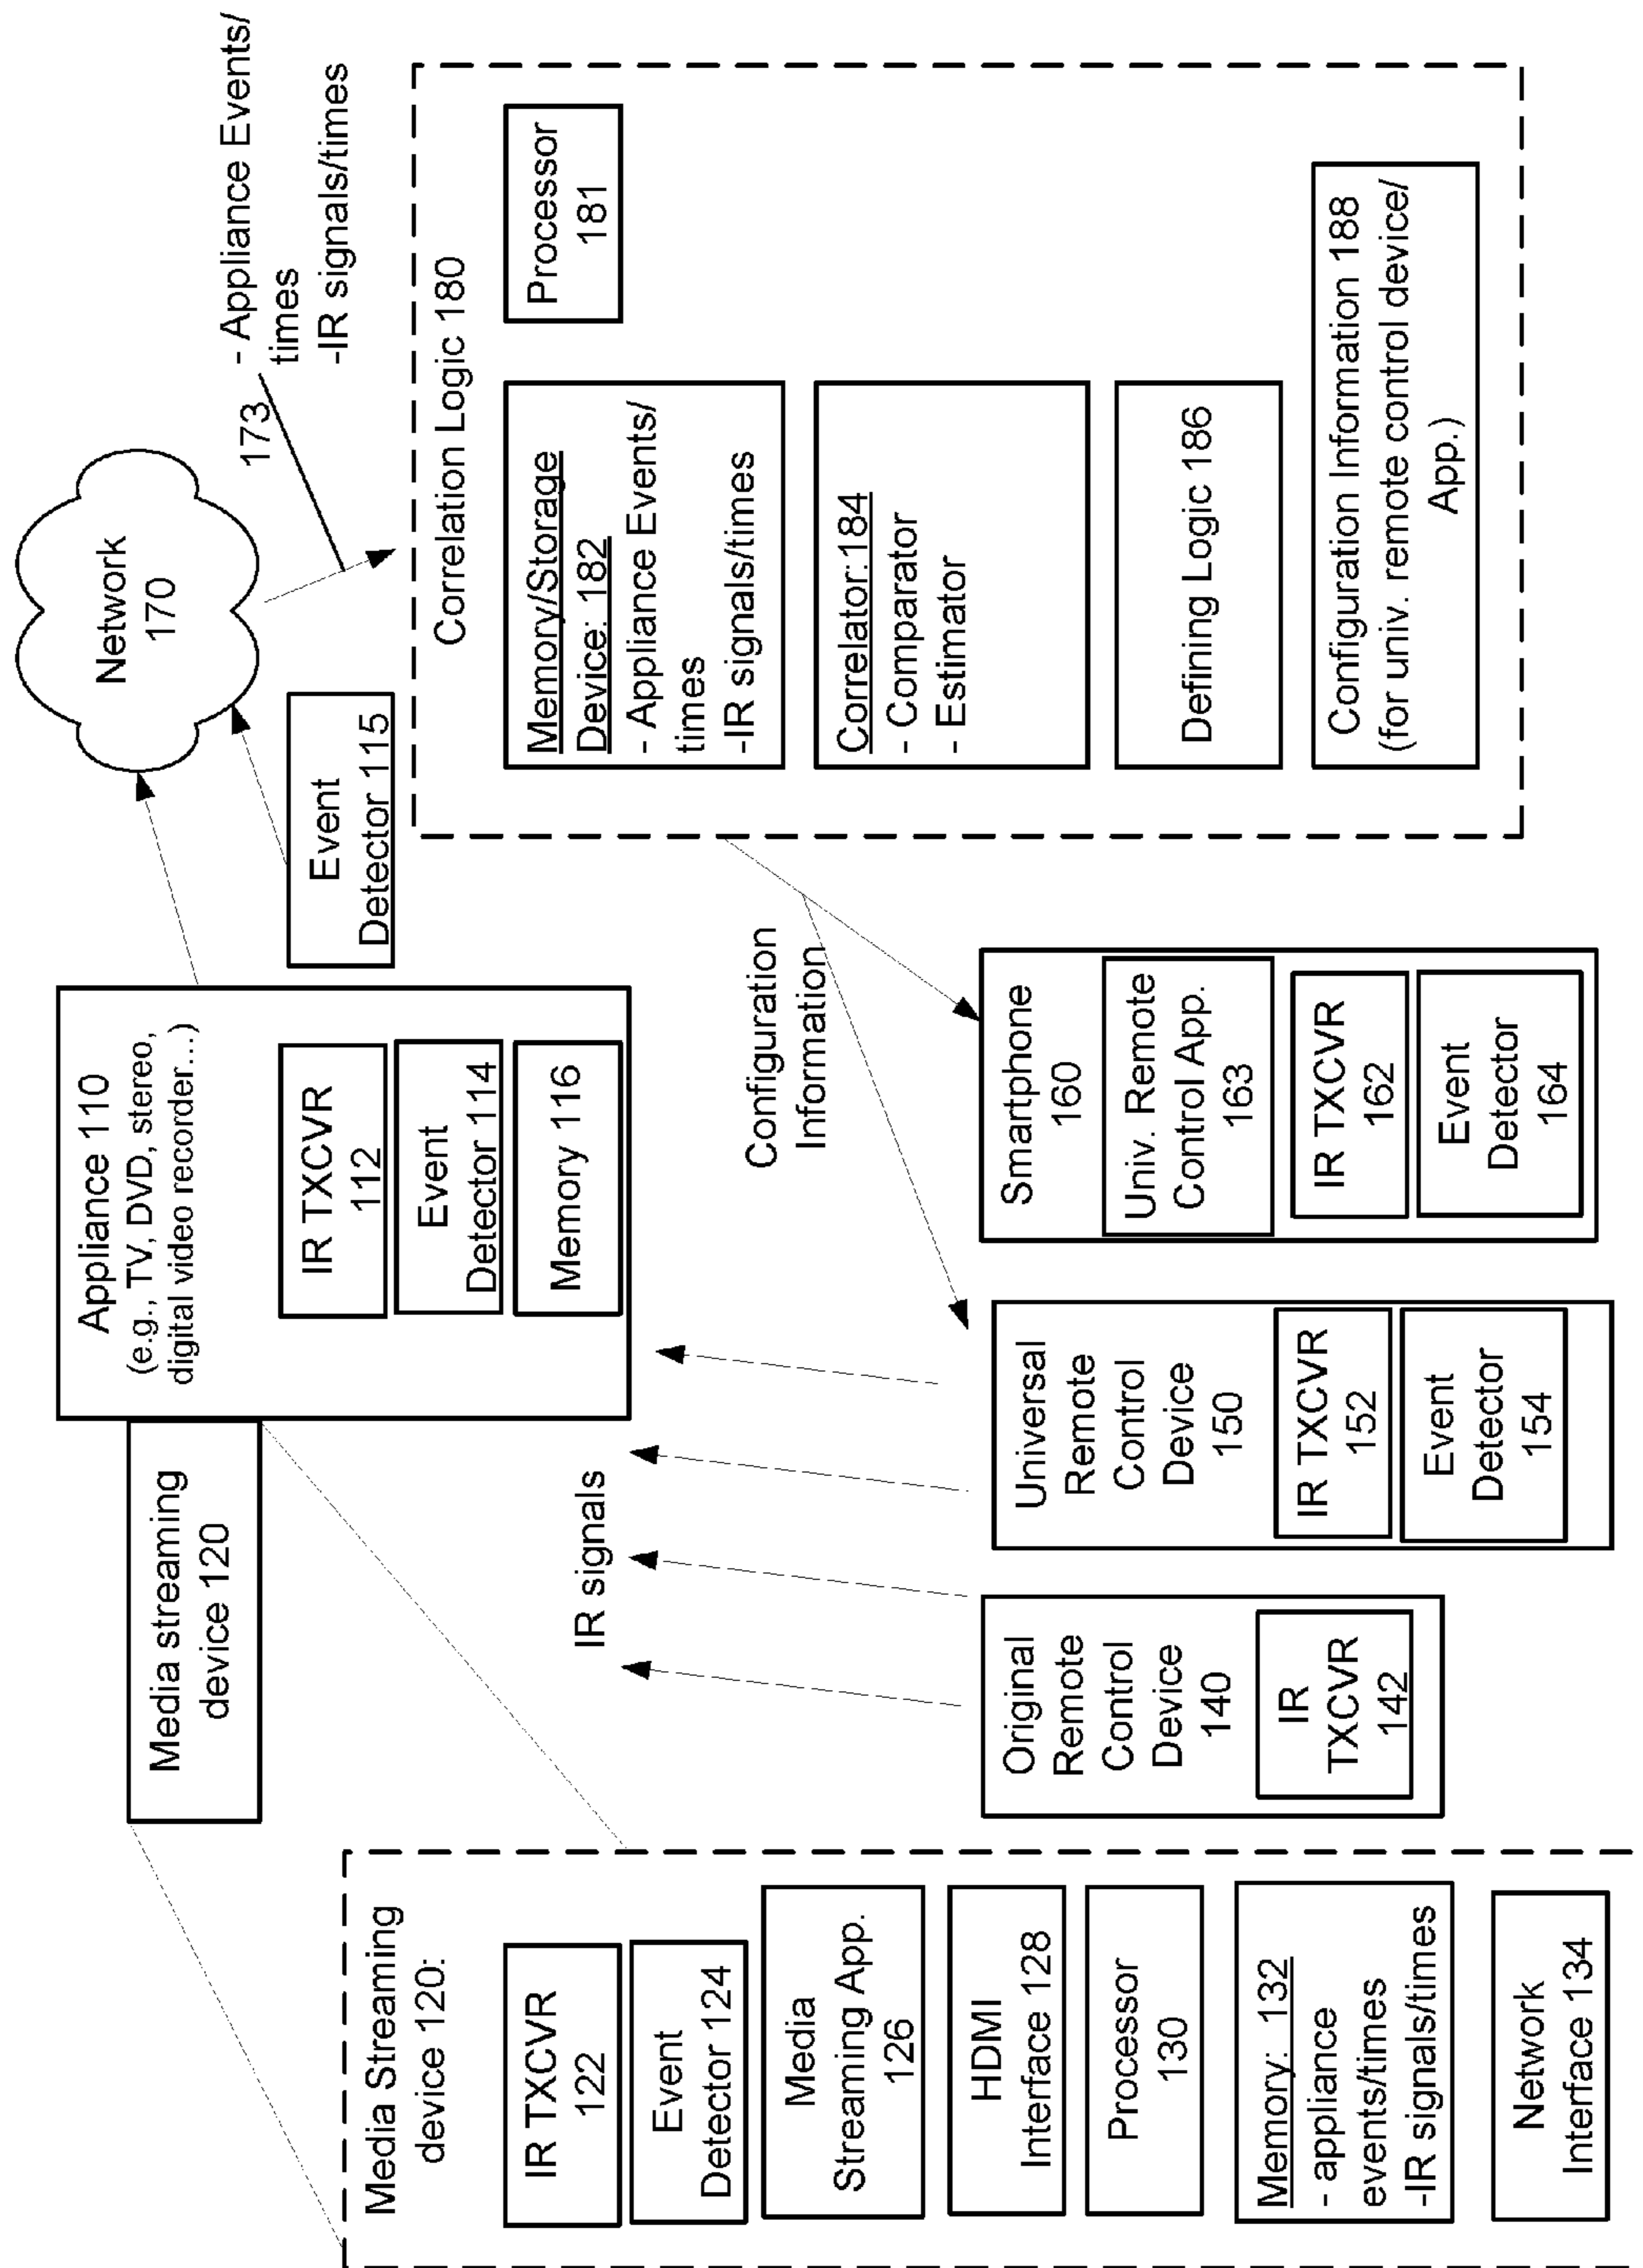 Media Streaming
device 120:
IR TXCVR
122
Event
Detector 124
Media
Streaming App.
126
HDMI
Interface 128
Processor
130
Memory: 132
- appliance
events/times
-IR signals/times
Network
Interface 134
Media streaming
device 120
Appliance 110
(e.g., TV, DVD, stereo,
digital video recorder...)
IR TXCVR
112
Event
Detector 114
Memory 116
IR signals
Original
Remote
Control
Device
140
IR
TXCVR
142
Universal
Remote
Control
Device
150
IR TXCVR
152
Event
Detector
154
Smartphone
160
Univ. Remote
Control App.
163
IR TXCVR
162
Event
Detector
164
Configuration
Information
Event
Detector 115
Network
170
173
- Appliance Events/
times
-IR signals/times
Correlation Logic 180
Memory/Storage
Device: 182
- Appliance Events/
times
-IR signals/times
Processor
181
Correlator:184
- Comparator
- Estimator
Defining Logic 186
Configuration Information 188
(for univ. remote control device/
App.)